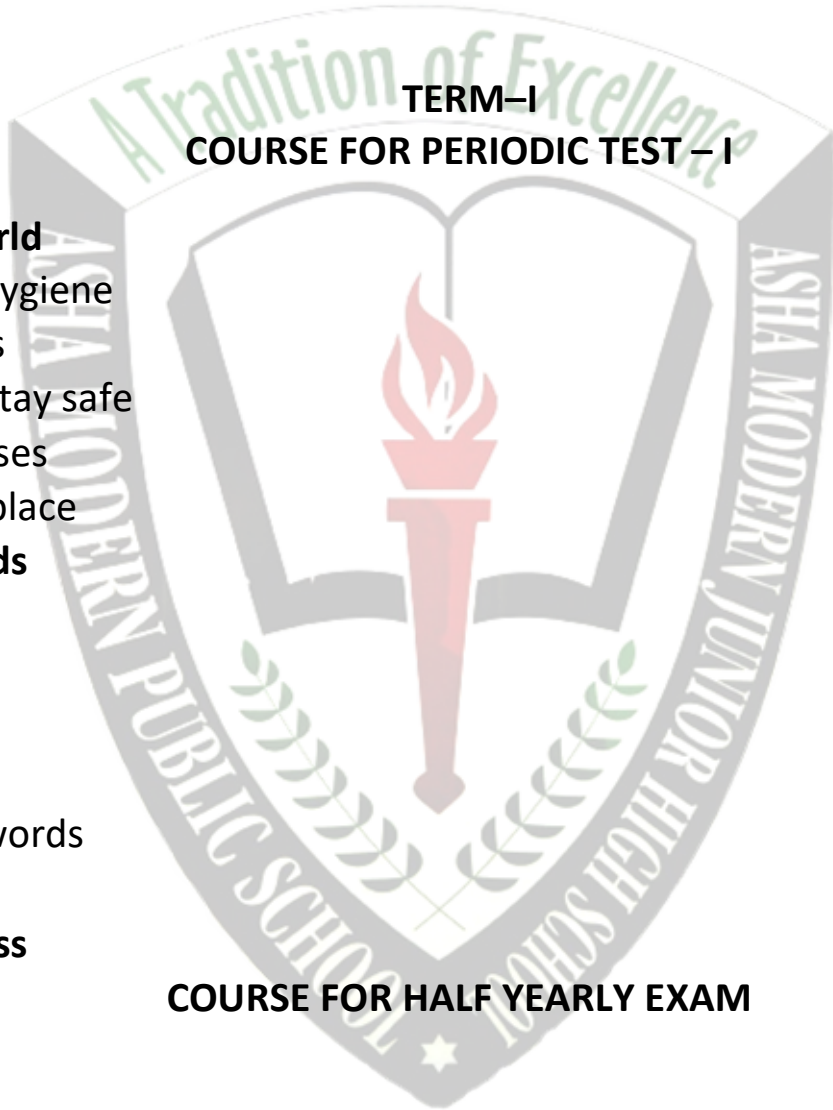 A Tradition of Excellence
TERM–I
COURSE FOR PERIODIC TEST – I
rld
ygiene
s
tay safe
ses
place
ds
words
ss
COURSE FOR HALF YEARLY EXAM
ASHA MODERN PUBLIC SCHOOL
ASHA MODERN JUNIOR HIGH SCHOOL